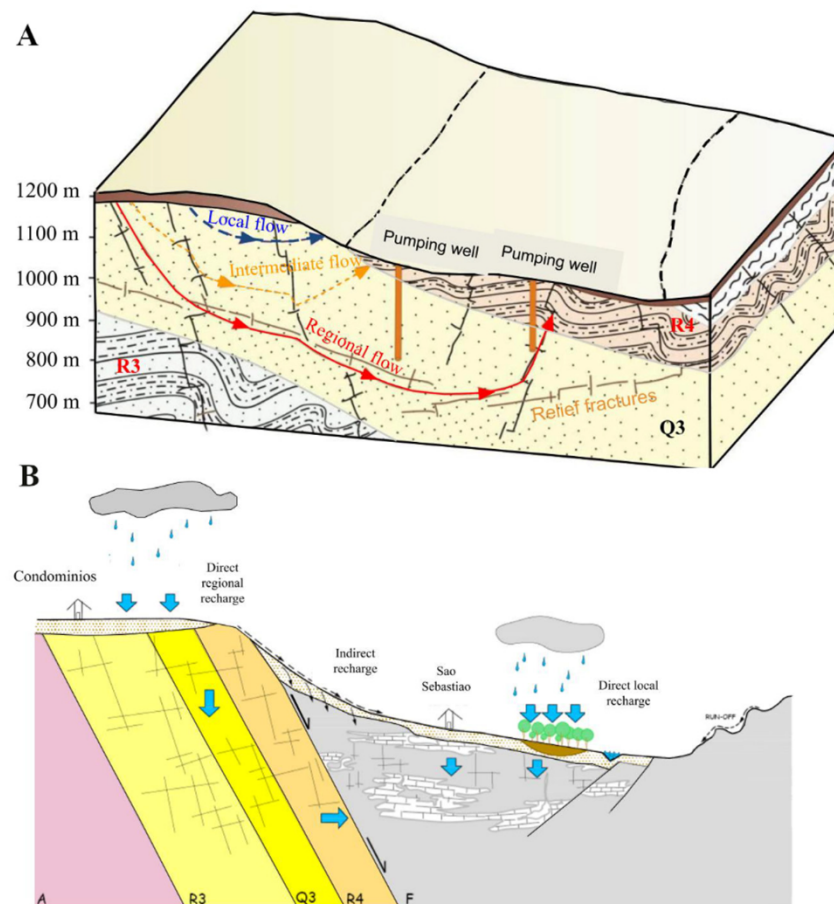 A
1200 m
1100 m
1000 m
900 m
800 m
700 m
Local flow
Intermediate flow
Regional flow
Pumping well
Pumping well
R3
R4
Relief fractures
Q3
B
Condominios
Direct
regional
recharge
Indirect
recharge
Sao
Sebastiao
Direct local
recharge
RUN-OFF
A
R3
Q3
R4
F